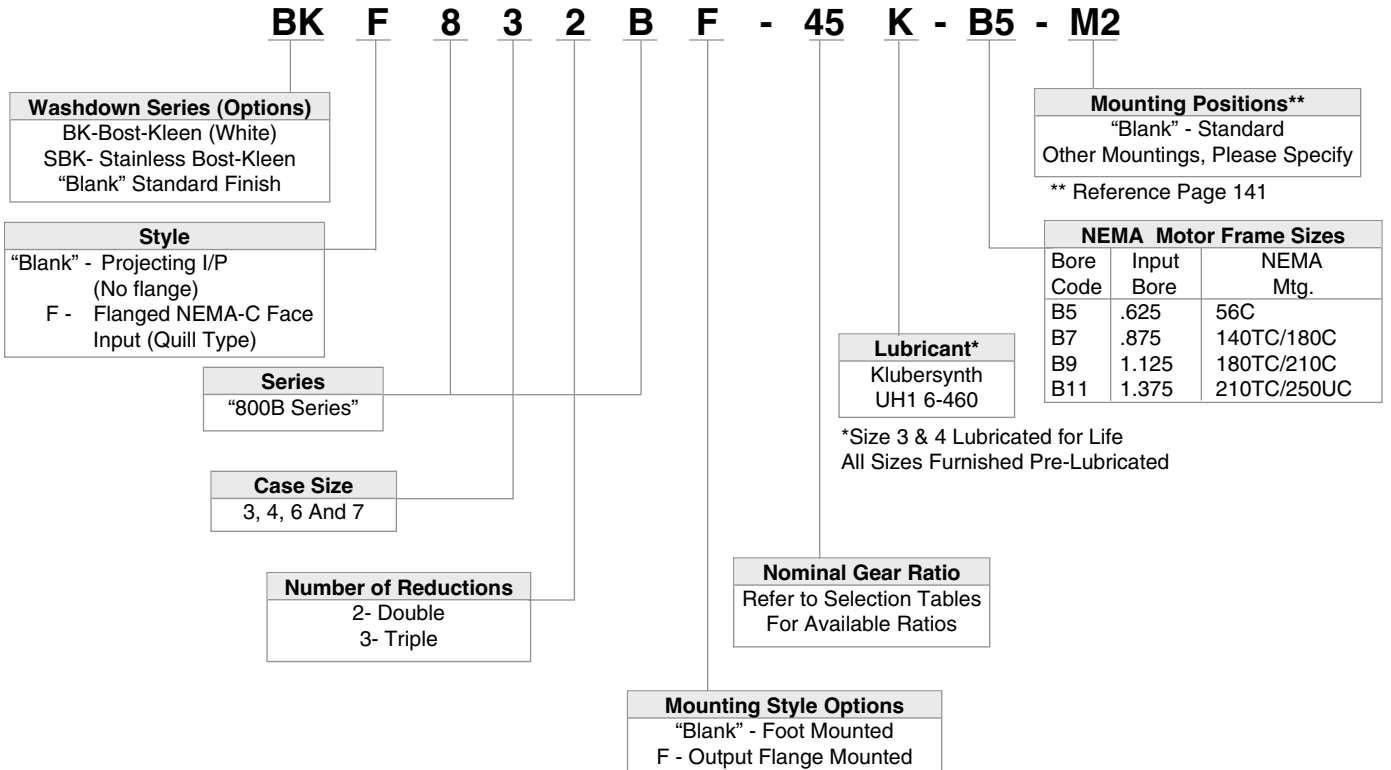 BK F 8 3 2 B F - 45 K - B5 - M2
Washdown Series (Options)
BK-Bost-Kleen (White)
SBK- Stainless Bost-Kleen
“Blank” Standard Finish
Mounting Positions**
“Blank” - Standard
Other Mountings, Please Specify
** Reference Page 141
Style
“Blank” - Projecting I/P
(No flange)
F - Flanged NEMA-C Face
Input (Quill Type)
NEMA Motor Frame Sizes
Bore Input NEMA
Code Bore Mtg.
B5 .625 56C
B7 .875 140TC/180C
B9 1.125 180TC/210C
B11 1.375 210TC/250UC
Lubricant*
Klubersynth
UH1 6-460
*Size 3 & 4 Lubricated for Life
All Sizes Furnished Pre-Lubricated
Series
“800B Series”
Case Size
3, 4, 6 And 7
Number of Reductions
2- Double
3- Triple
Nominal Gear Ratio
Refer to Selection Tables
For Available Ratios
Mounting Style Options
“Blank” - Foot Mounted
F - Output Flange Mounted